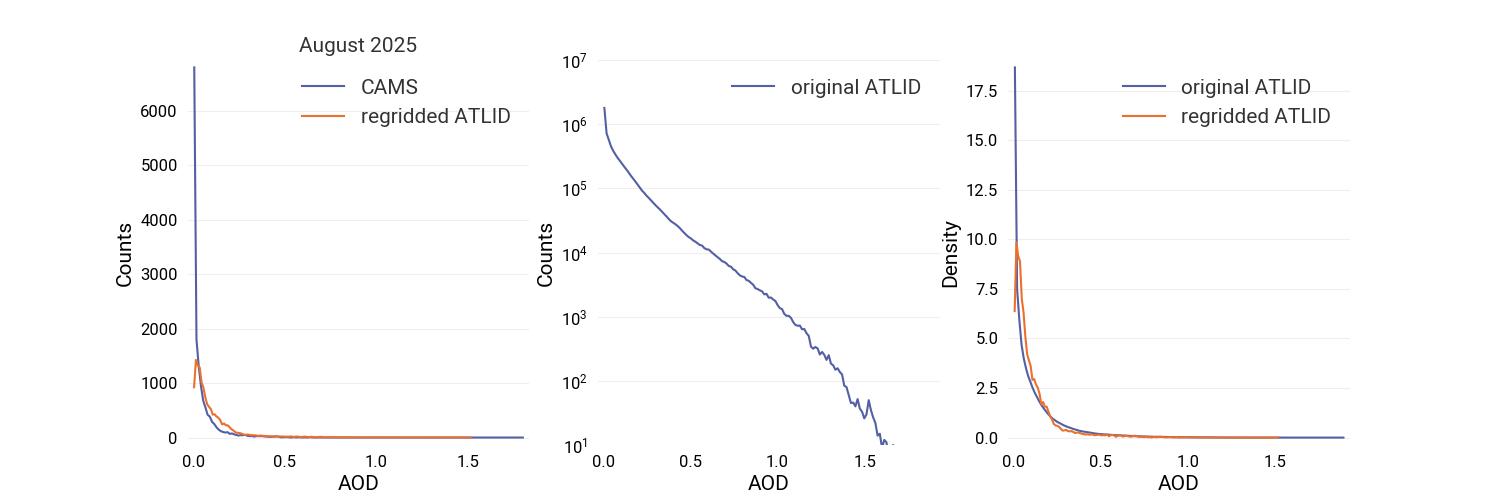 August 2025
CAMS
regridded ATLID
6000
5000
4000
3000
2000
1000
0
Counts
0.0 0.5 1.0 1.5
AOD
original ATLID
10^7
10^6
10^5
10^4
10^3
10^2
10^1
Counts
0.0 0.5 1.0 1.5
AOD
original ATLID
regridded ATLID
17.5
15.0
12.5
10.0
7.5
5.0
2.5
0.0
Density
0.0 0.5 1.0 1.5
AOD